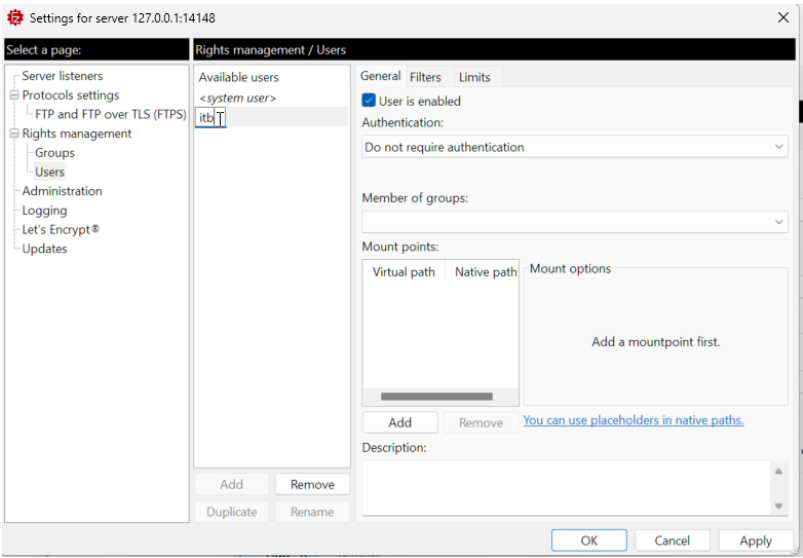 Settings for server 127.0.0.1:14148
Select a page:
Server listeners
Protocols settings
FTP and FTP over TLS (FTPS)
Rights management
Groups
Users
Administration
Logging
Let's Encrypt®
Updates
Rights management / Users
Available users
<system user>
itb
Add
Remove
Duplicate
Rename
General
Filters
Limits
User is enabled
Authentication:
Do not require authentication
Member of groups:
Mount points:
Virtual path
Native path
Mount options
Add a mountpoint first.
Add
Remove
You can use placeholders in native paths.
Description:
OK
Cancel
Apply